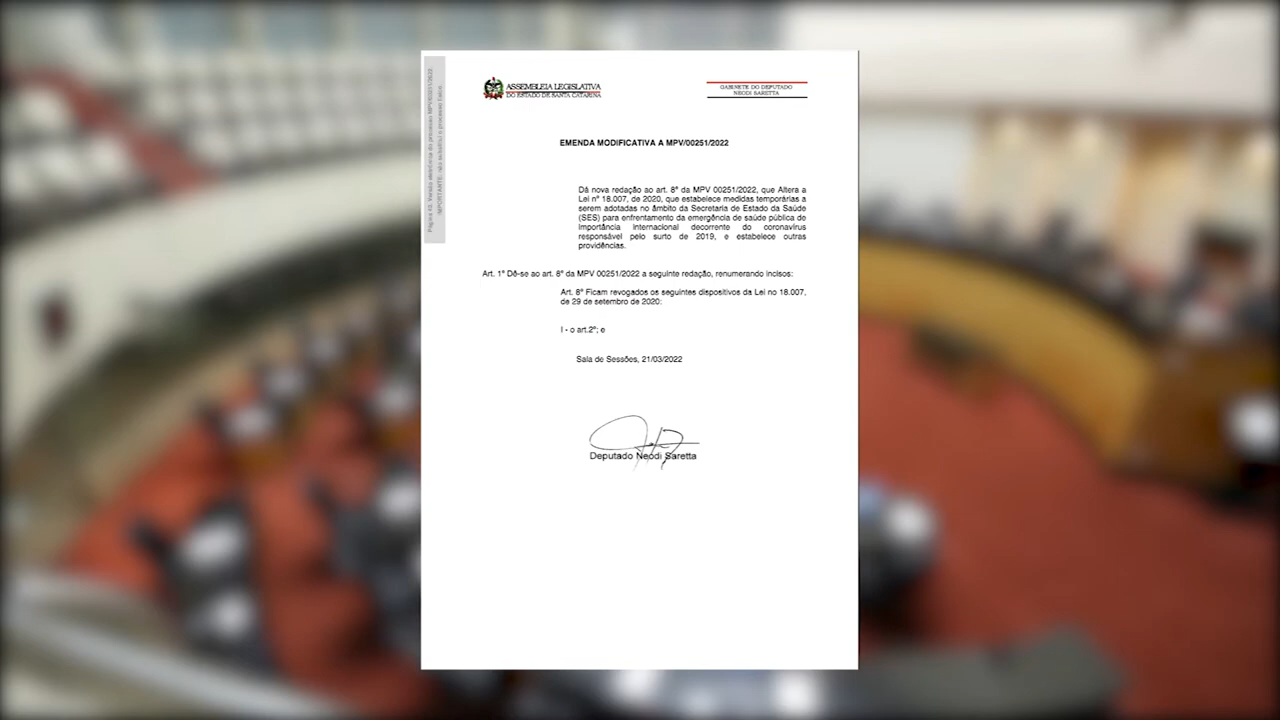 ASSEMBLEIA LEGISLATIVA
DO ESTADO DE SANTA CATARINA
GABINETE DO DEPUTADO
NEODI SARETTA
EMENDA MODIFICATIVA A MPV/00251/2022
Dá nova redação ao art. 8º da MPV 00251/2022, que Altera a
Lei nº 18.007, de 2020, que estabelece medidas temporárias a
serem adotadas no âmbito da Secretaria de Estado da Saúde
(SES) para enfrentamento da emergência de saúde pública de
importância internacional decorrente do coronavírus
responsável pelo surto de 2019, e estabelece outras
providências.
Art. 1º Dê-se ao art. 8º da MPV 00251/2022 a seguinte redação, renumerando incisos:
Art. 8º Ficam revogados os seguintes dispositivos da Lei no 18.007,
de 29 de setembro de 2020:
I - o art.2º; e
Sala de Sessões, 21/03/2022
Deputado Neodi Saretta